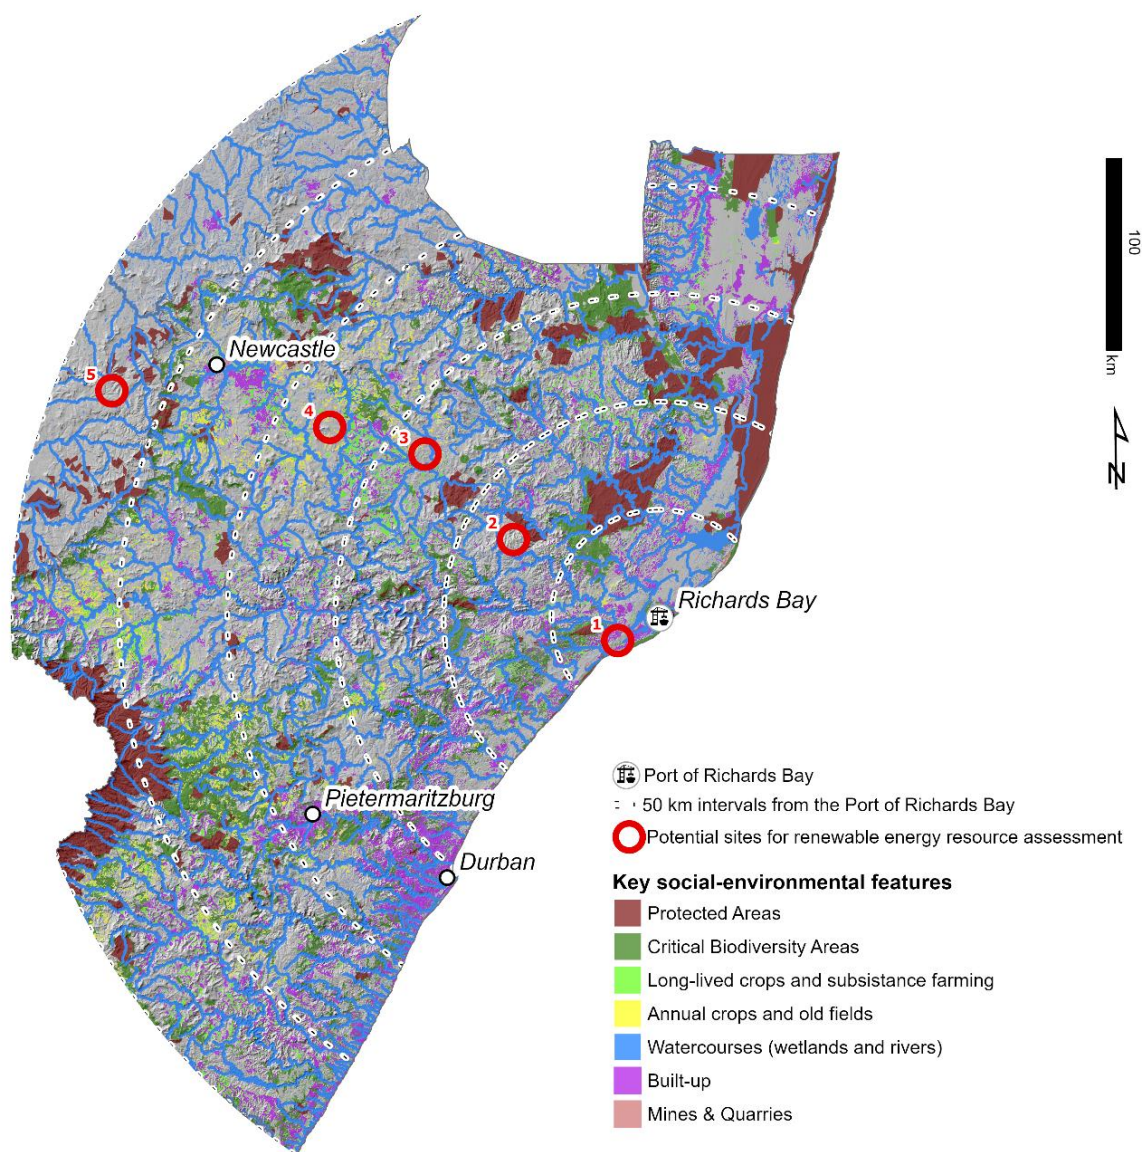 Newcastle
5
4
3
2
1
Richards Bay
Pietermaritzburg
Durban
100
km
N
Port of Richards Bay
50 km intervals from the Port of Richards Bay
Potential sites for renewable energy resource assessment
Key social-environmental features
Protected Areas
Critical Biodiversity Areas
Long-lived crops and subsistance farming
Annual crops and old fields
Watercourses (wetlands and rivers)
Built-up
Mines & Quarries